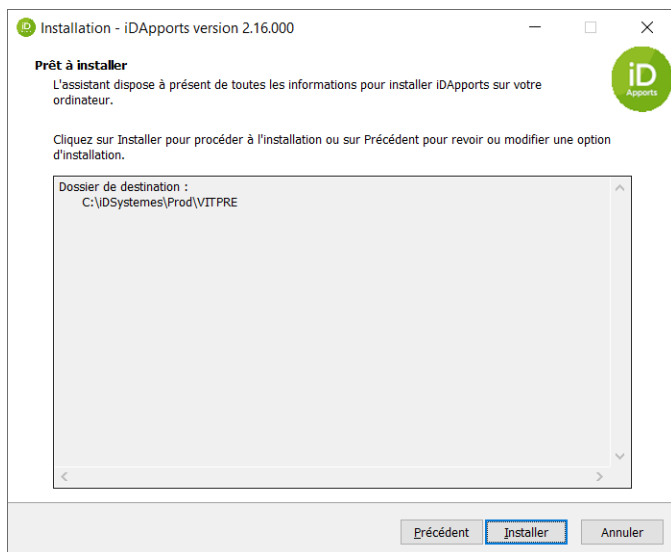 Installation - iDApports version 2.16.000
Prêt à installer
L'assistant dispose à présent de toutes les informations pour installer iDApports sur votre
ordinateur.
iD
Apports
Cliquez sur Installer pour procéder à l'installation ou sur Précédent pour revoir ou modifier une option
d'installation.
Dossier de destination :
C:\iDSystemes\Prod\VITPRE
Précédent
Installer
Annuler